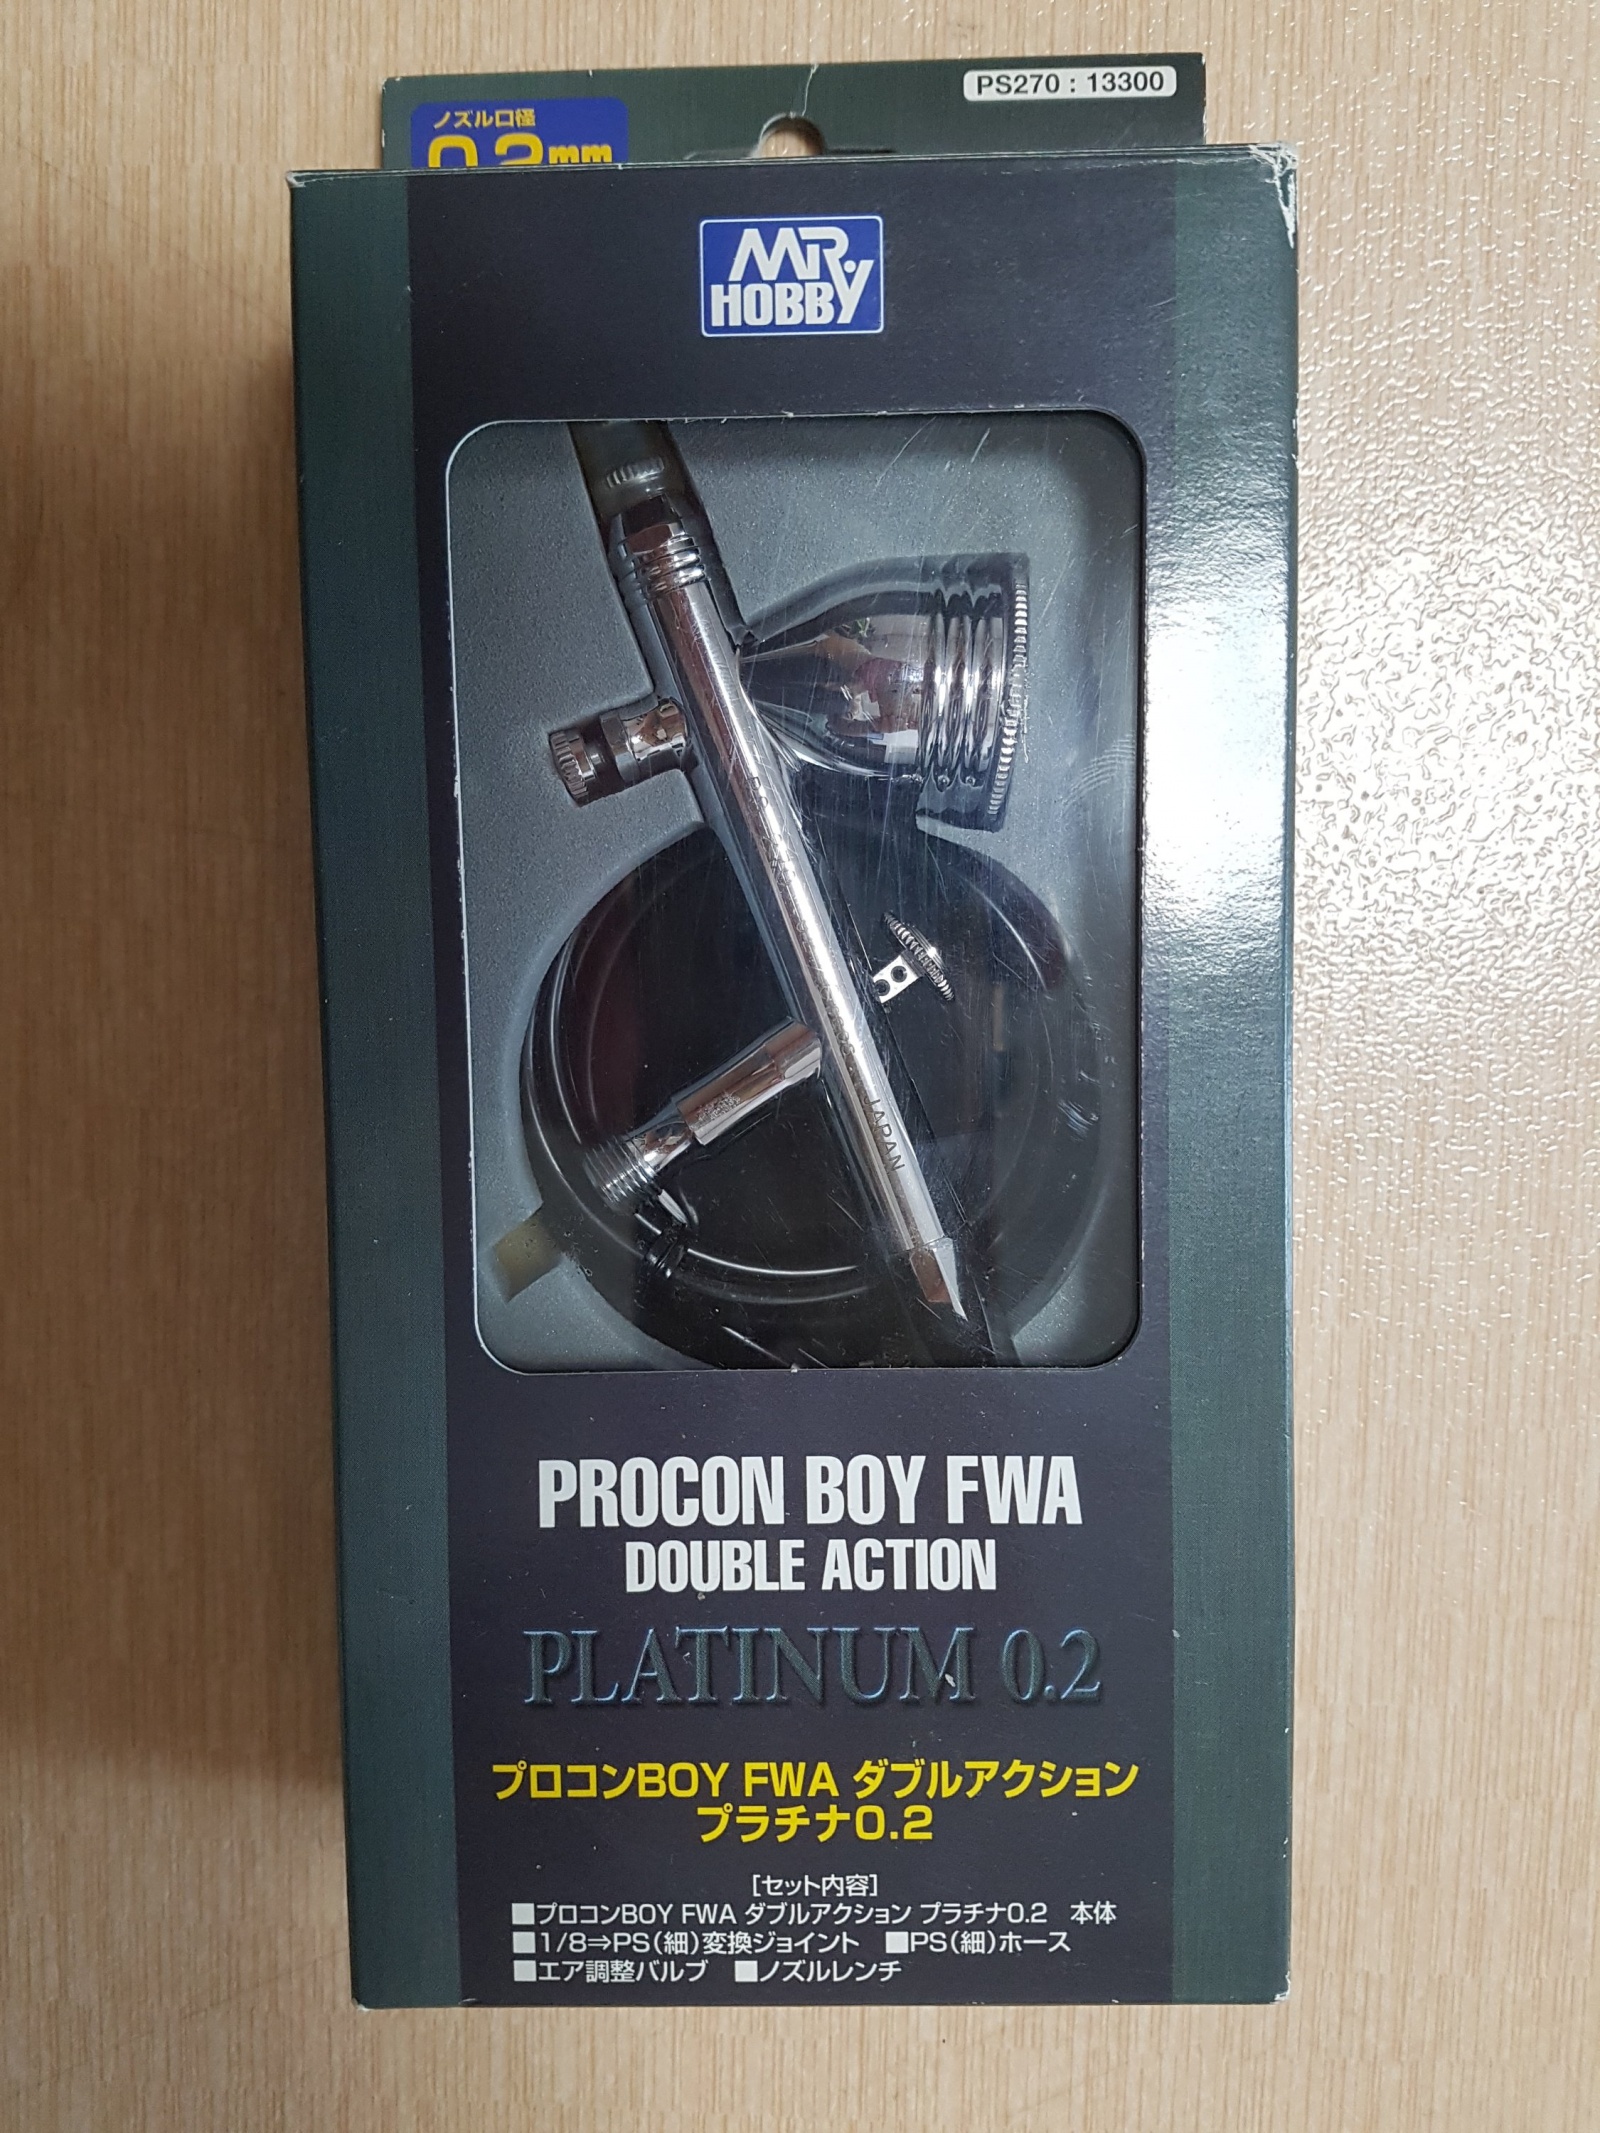 PS270 : 13300
ノズル口径
MR. HOBBY
JAPAN
PROCON BOY FWA
DOUBLE ACTION
PLATINUM 0.2
プロコンBOY FWA ダブルアクション
プラチナ0.2
[セット内容]
■プロコンBOY FWA ダブルアクション プラチナ0.2 本体
■1/8⇒PS(細)変換ジョイント ■PS(細)ホース
■エア調整バルブ ■ノズルレンチ